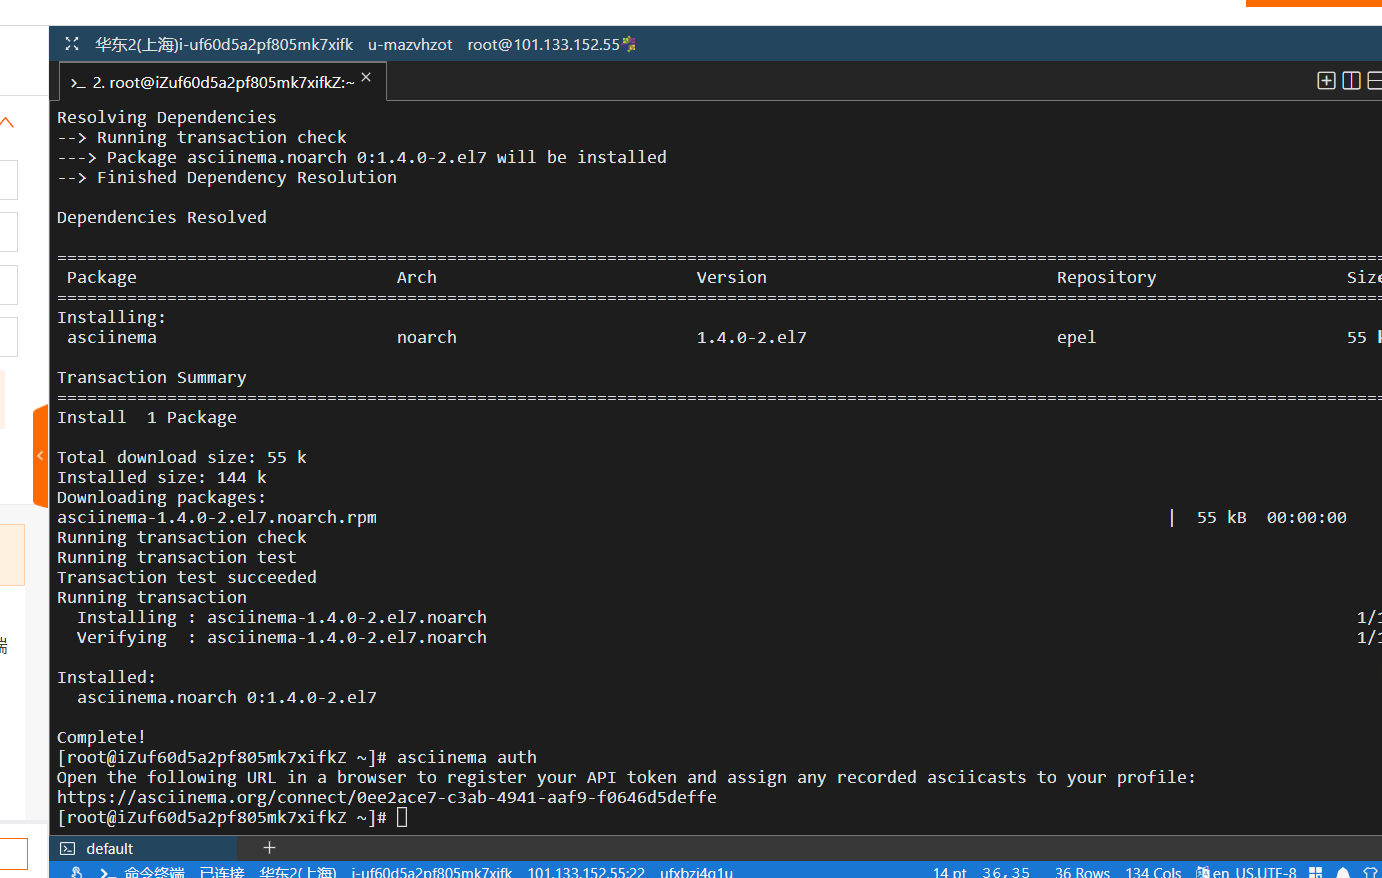 华东2(上海)i-uf60d5a2pf805mk7xifk u-mazvhzot root@101.133.152.55
2. root@iZuf60d5a2pf805mk7xifkZ:~ ×
Resolving Dependencies
--> Running transaction check
---> Package asciinema.noarch 0:1.4.0-2.el7 will be installed
--> Finished Dependency Resolution
Dependencies Resolved
Package Arch Version Repository Size
Installing:
asciinema noarch 1.4.0-2.el7 epel 55 k
Transaction Summary
Install 1 Package
Total download size: 55 k
Installed size: 144 k
Downloading packages:
asciinema-1.4.0-2.el7.noarch.rpm | 55 kB 00:00:00
Running transaction check
Running transaction test
Transaction test succeeded
Running transaction
Installing : asciinema-1.4.0-2.el7.noarch 1/1
Verifying : asciinema-1.4.0-2.el7.noarch 1/1
端
Installed:
asciinema.noarch 0:1.4.0-2.el7
Complete!
[root@iZuf60d5a2pf805mk7xifkZ ~]# asciinema auth
Open the following URL in a browser to register your API token and assign any recorded asciicasts to your profile:
https://asciinema.org/connect/0ee2ace7-c3ab-4941-aaf9-f0646d5deffe
[root@iZuf60d5a2pf805mk7xifkZ ~]#
default +
命令终端 已连接 华东2(上海) i-uf60d5a2pf805mk7xifk 101.133.152.55:22 ufxbzj4q1u 14 pt 36,35 36 Rows 134 Cols en_US.UTF-8